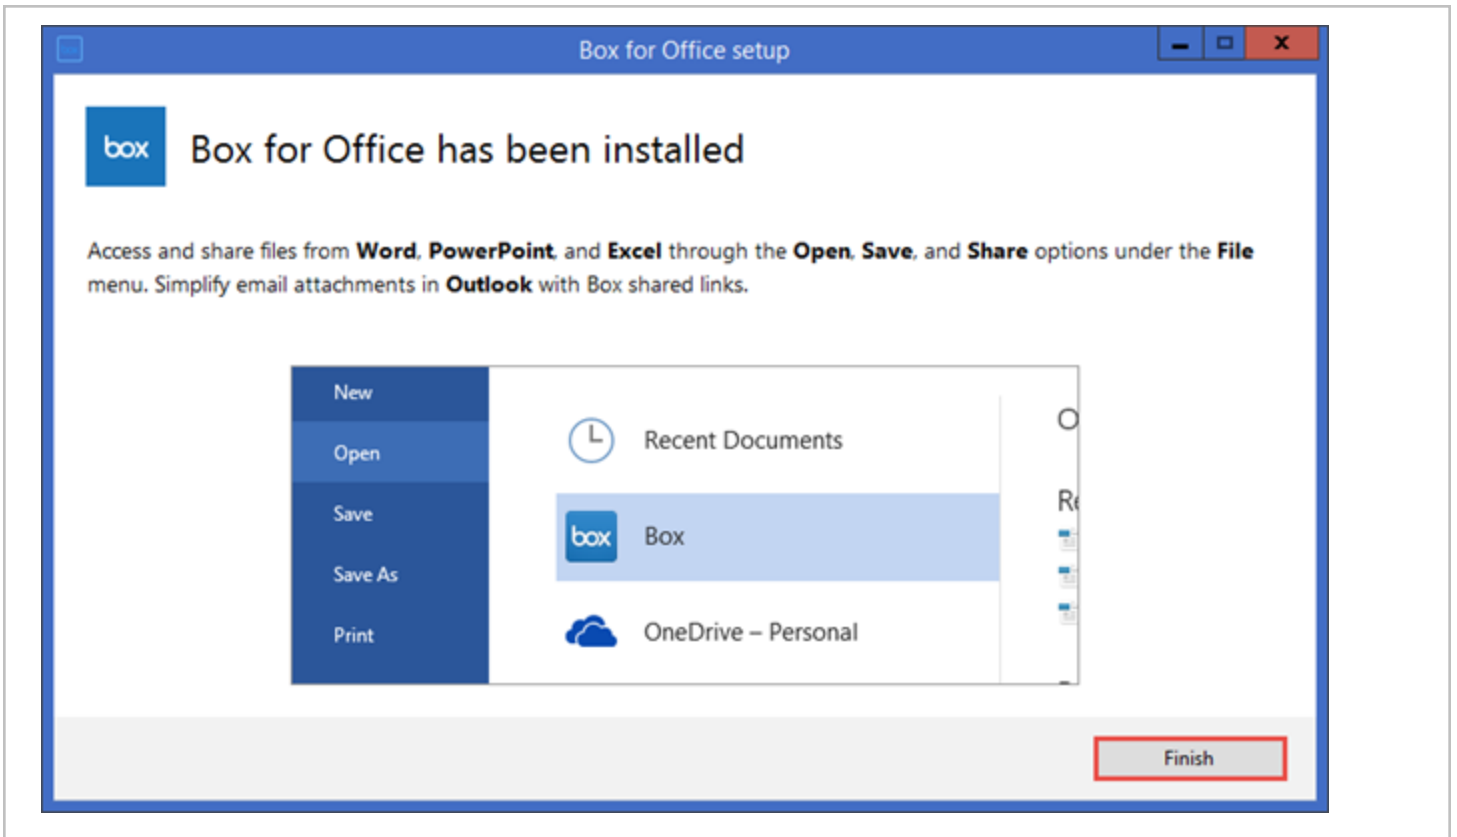 Box for Office setup
box
Box for Office has been installed
Access and share files from Word, PowerPoint, and Excel through the Open, Save, and Share options under the File
menu. Simplify email attachments in Outlook with Box shared links.
New
Open
Save
Save As
Print
Recent Documents
box
Box
OneDrive – Personal
O
Finish